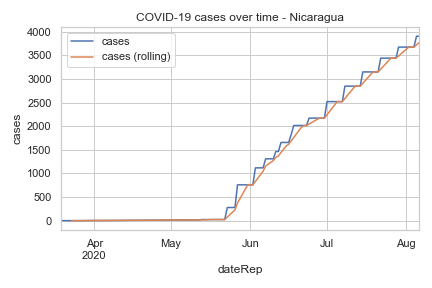 COVID-19 cases over time - Nicaragua
cases
cases (rolling)
4000
3500
3000
2500
2000
1500
1000
500
0
cases
Apr
2020
May
Jun
Jul
Aug
dateRep